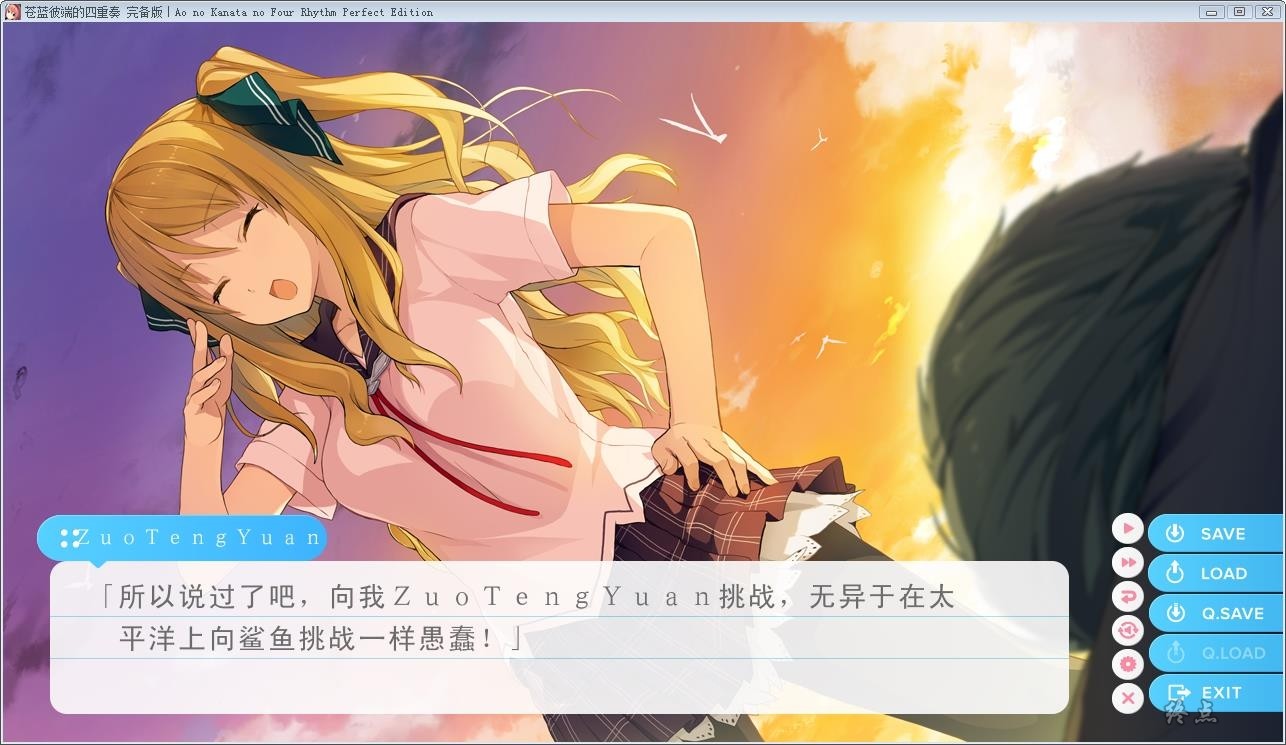 苍蓝彼端的四重奏 完备版 | Ao no Kanata no Four Rhythm Perfect Edition
ZuoTengYuan
「所以说过了吧，向我ZuoTengYuan挑战，无异于在太
平洋上向鲨鱼挑战一样愚蠢！」
SAVE
LOAD
Q.SAVE
Q.LOAD
EXIT
终点